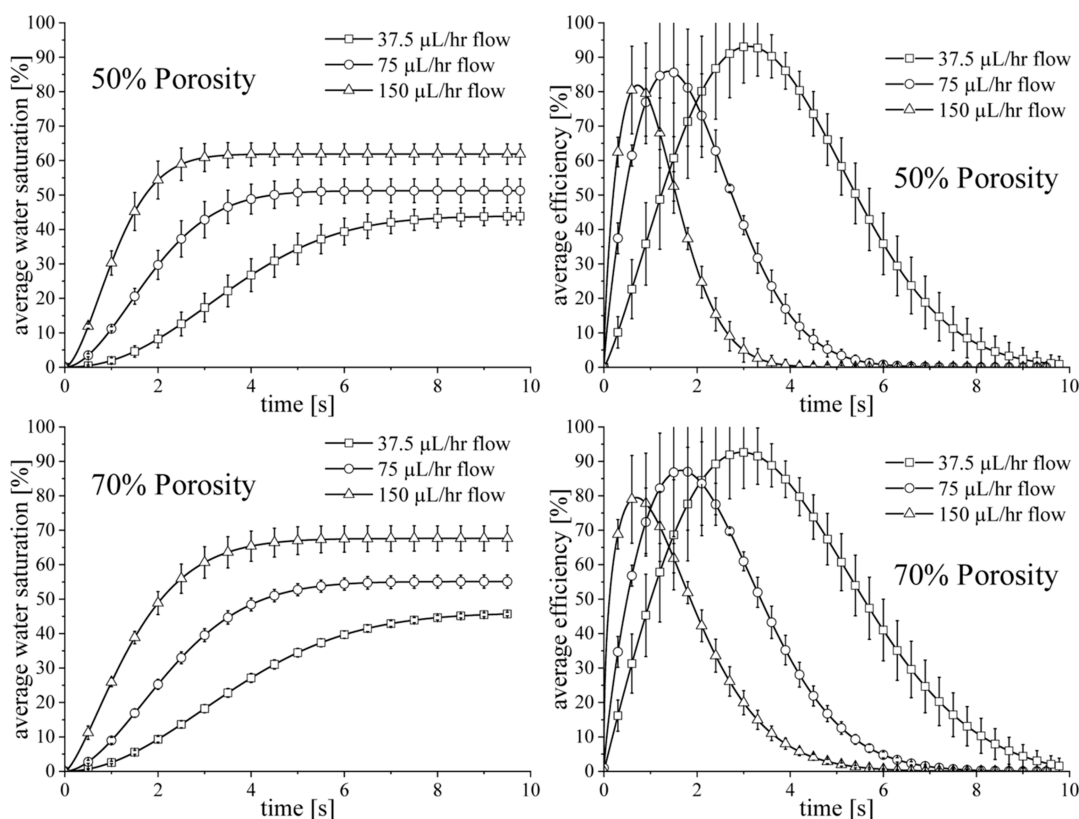 100
90
80
70
60
50
40
30
20
10
0
average water saturation [%]
50% Porosity
37.5 µL/hr flow
75 µL/hr flow
150 µL/hr flow
0 2 4 6 8 10
time [s]
100
90
80
70
60
50
40
30
20
10
0
average efficiency [%]
37.5 µL/hr flow
75 µL/hr flow
150 µL/hr flow
50% Porosity
0 2 4 6 8 10
time [s]
100
90
80
70
60
50
40
30
20
10
0
average water saturation [%]
70% Porosity
37.5 µL/hr flow
75 µL/hr flow
150 µL/hr flow
0 2 4 6 8 10
time [s]
100
90
80
70
60
50
40
30
20
10
0
average efficiency [%]
37.5 µL/hr flow
75 µL/hr flow
150 µL/hr flow
70% Porosity
0 2 4 6 8 10
time [s]